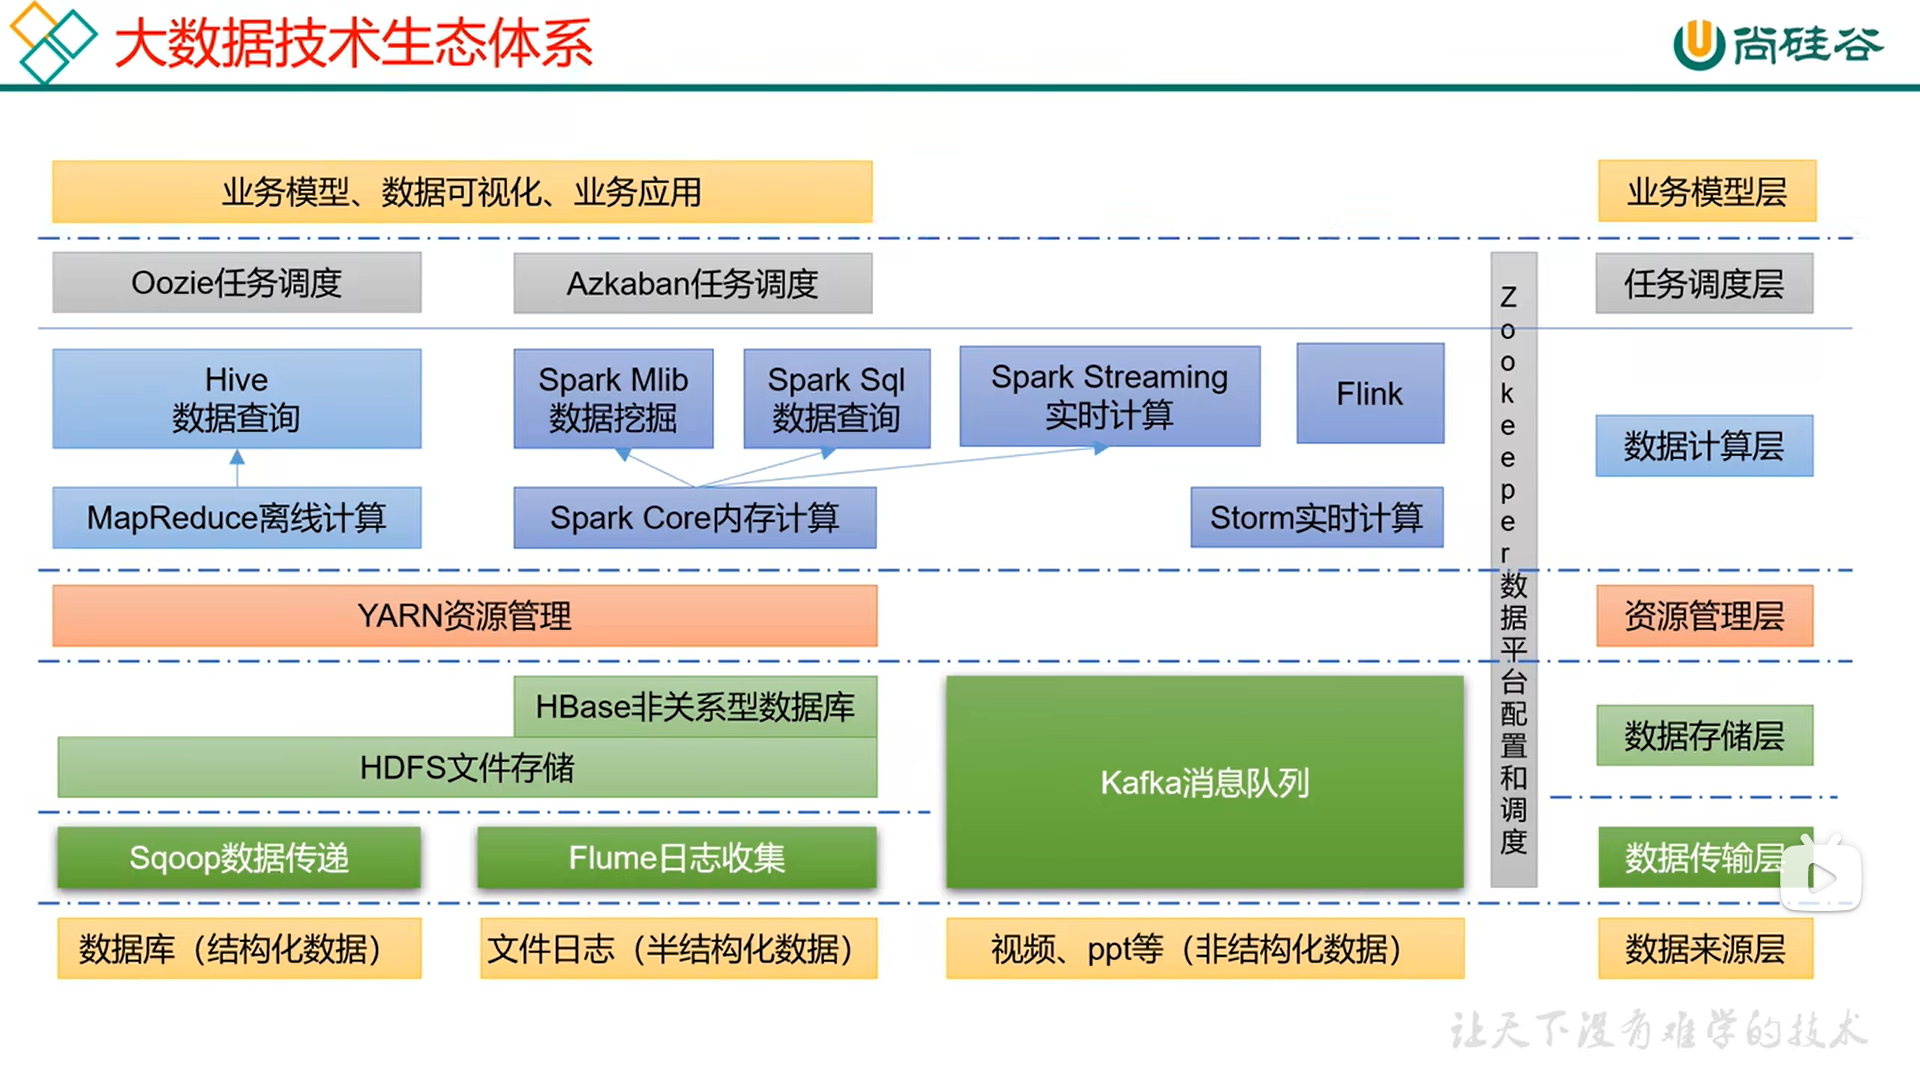 大数据技术生态体系
尚硅谷
业务模型、数据可视化、业务应用
业务模型层
Oozie任务调度
Azkaban任务调度
任务调度层
Hive
数据查询
Spark Mlib
数据挖掘
Spark Sql
数据查询
Spark Streaming
实时计算
Flink
数据计算层
MapReduce离线计算
Spark Core内存计算
Storm实时计算
Zookeeper数据平台配置和调度
YARN资源管理
资源管理层
HBase非关系型数据库
HDFS文件存储
Kafka消息队列
数据存储层
Sqoop数据传递
Flume日志收集
数据传输层
数据库（结构化数据）
文件日志（半结构化数据）
视频、ppt等（非结构化数据）
数据来源层
让天下没有难学的技术